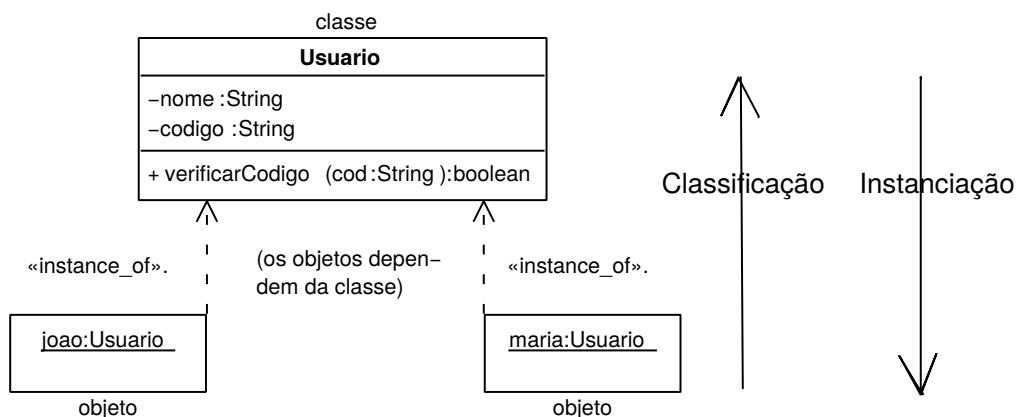 classe
Usuario
−nome :String
−codigo :String
+ verificarCodigo (cod:String ):boolean
Classificação
Instanciação
«instance_of».
(os objetos depen−
dem da classe)
«instance_of».
joao:Usuario
maria:Usuario
objeto
objeto